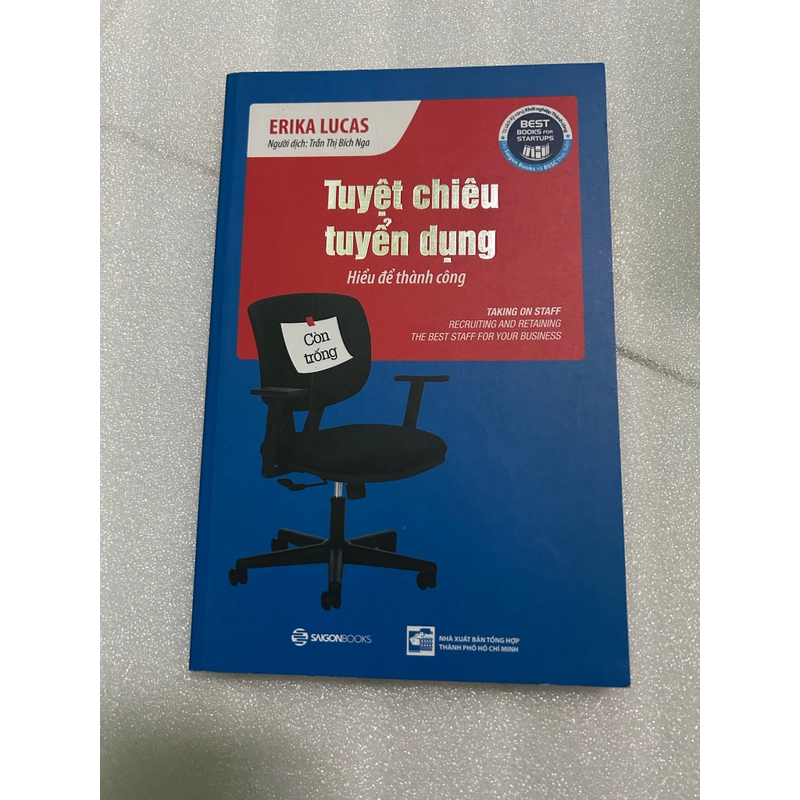 ERIKA LUCAS
Người dịch: Trần Thị Bích Nga
BEST
BOOKS FOR
STARTUPS
Tuyệt chiêu
tuyển dụng
Hiểu để thành công
TAKING ON STAFF
RECRUITING AND RETAINING
THE BEST STAFF FOR YOUR BUSINESS
Còn
trống
SAIGONBOOKS
NHÀ XUẤT BẢN TỔNG HỢP
THÀNH PHỐ HỒ CHÍ MINH